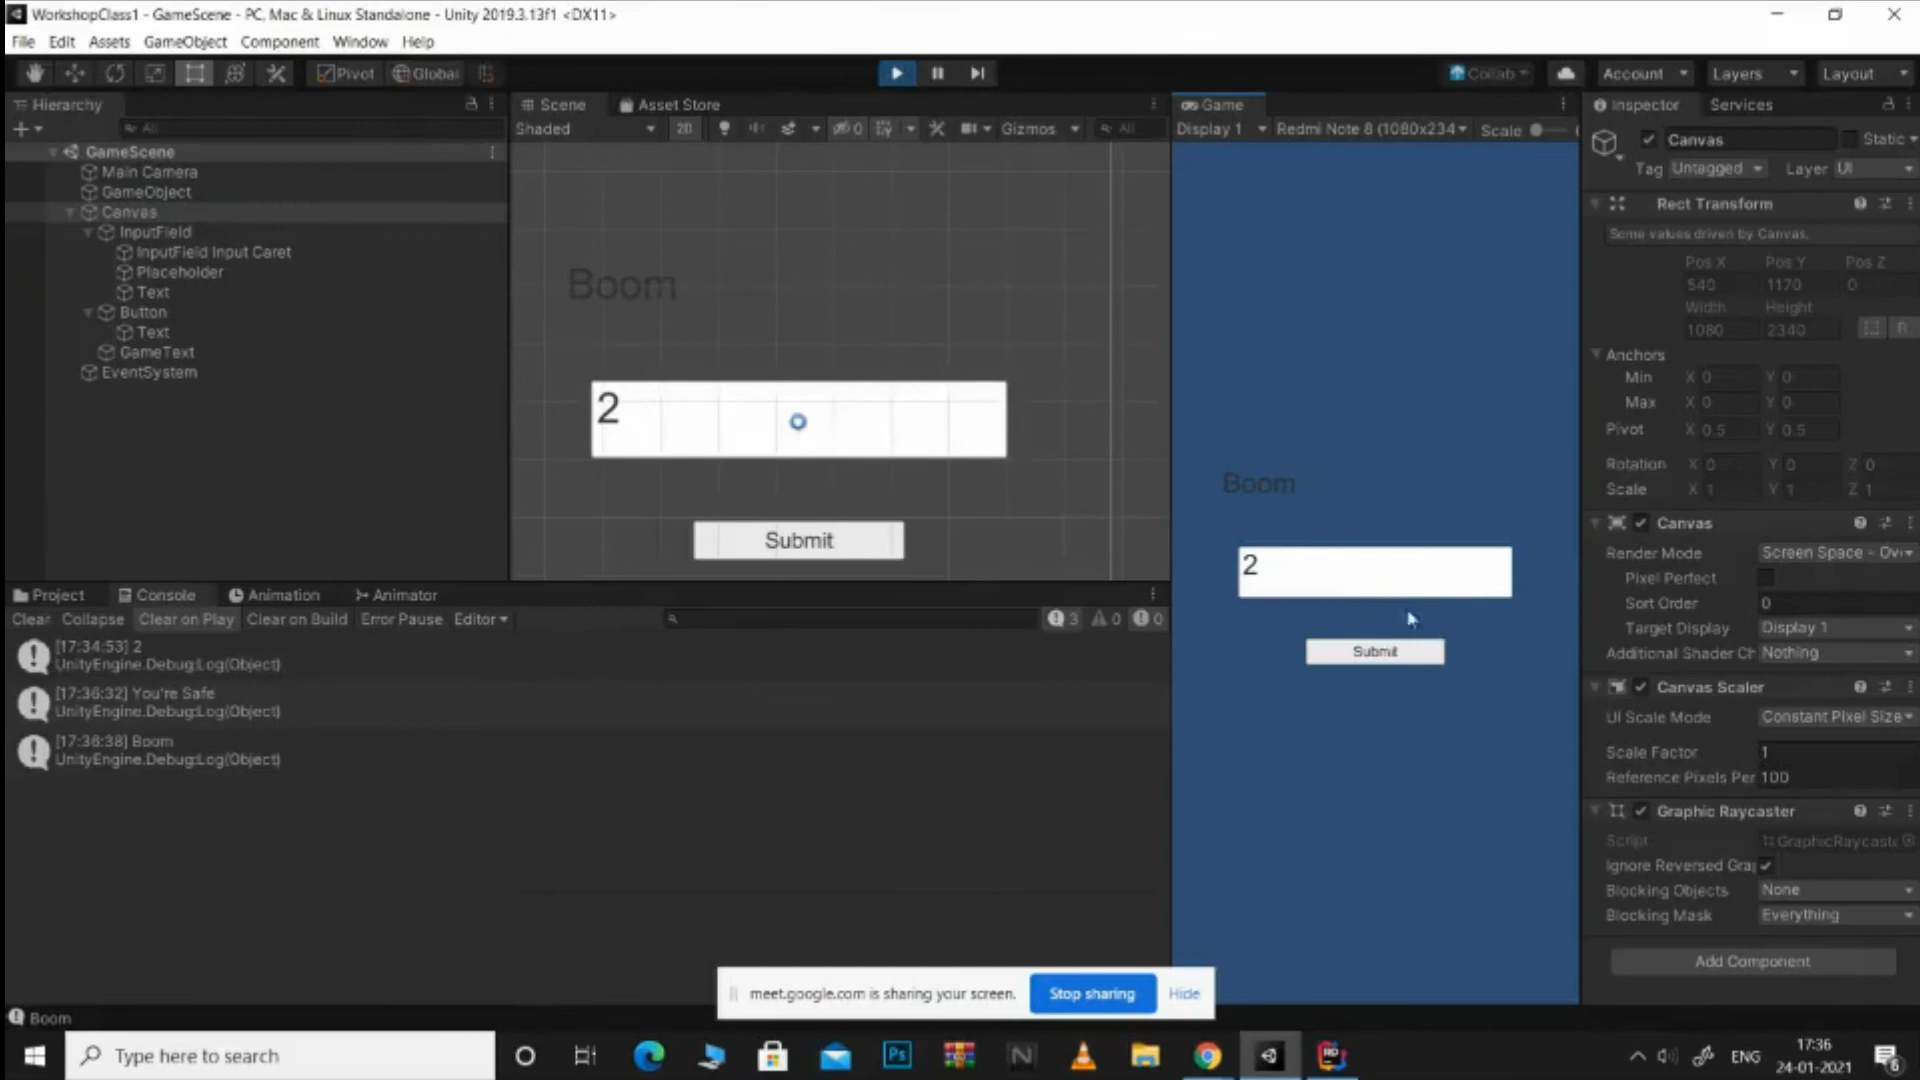 WorkshopClass1 - GameScene - PC, Mac & Linux Standalone - Unity 2019.3.13f1 <DX11>
File Edit Assets GameObject Component Window Help
Pivot Global Collab Account Layers Layout
Hierarchy
All
GameScene
Main Camera
GameObject
Canvas
InputField
InputField Input Caret
Placeholder
Text
Button
Text
GameText
EventSystem
Scene Asset Store
Shaded 2D 0 Gizmos All
Boom
2
Submit
Game
Display 1 Redmi Note 8 (1080x234 Scale
Boom
2
Submit
Inspector Services
Canvas Static
Tag Untagged Layer UI
Rect Transform
Some values driven by Canvas.
Pos X Pos Y Pos Z
540 1170 0
Width Height
1080 2340 R
Anchors
Min X 0 Y 0
Max X 0 Y 0
Pivot X 0.5 Y 0.5
Rotation X 0 Y 0 Z 0
Scale X 1 Y 1 Z 1
Canvas
Render Mode Screen Space - Ov
Pixel Perfect
Sort Order 0
Target Display Display 1
Additional Shader Ch Nothing
Canvas Scaler
UI Scale Mode Constant Pixel Size
Scale Factor 1
Reference Pixels Per 100
Graphic Raycaster
Script GraphicRaycaste
Ignore Reversed Gra
Blocking Objects None
Blocking Mask Everything
Add Component
Project Console Animation Animator
Clear Collapse Clear on Play Clear on Build Error Pause Editor 3 0 0
[17:34:53] 2
UnityEngine.Debug:Log(Object)
[17:36:32] You're Safe
UnityEngine.Debug:Log(Object)
[17:36:38] Boom
UnityEngine.Debug:Log(Object)
meet.google.com is sharing your screen. Stop sharing Hide
Boom
Type here to search
Ps
N
RD
ENG
17:36
24-01-2021
6